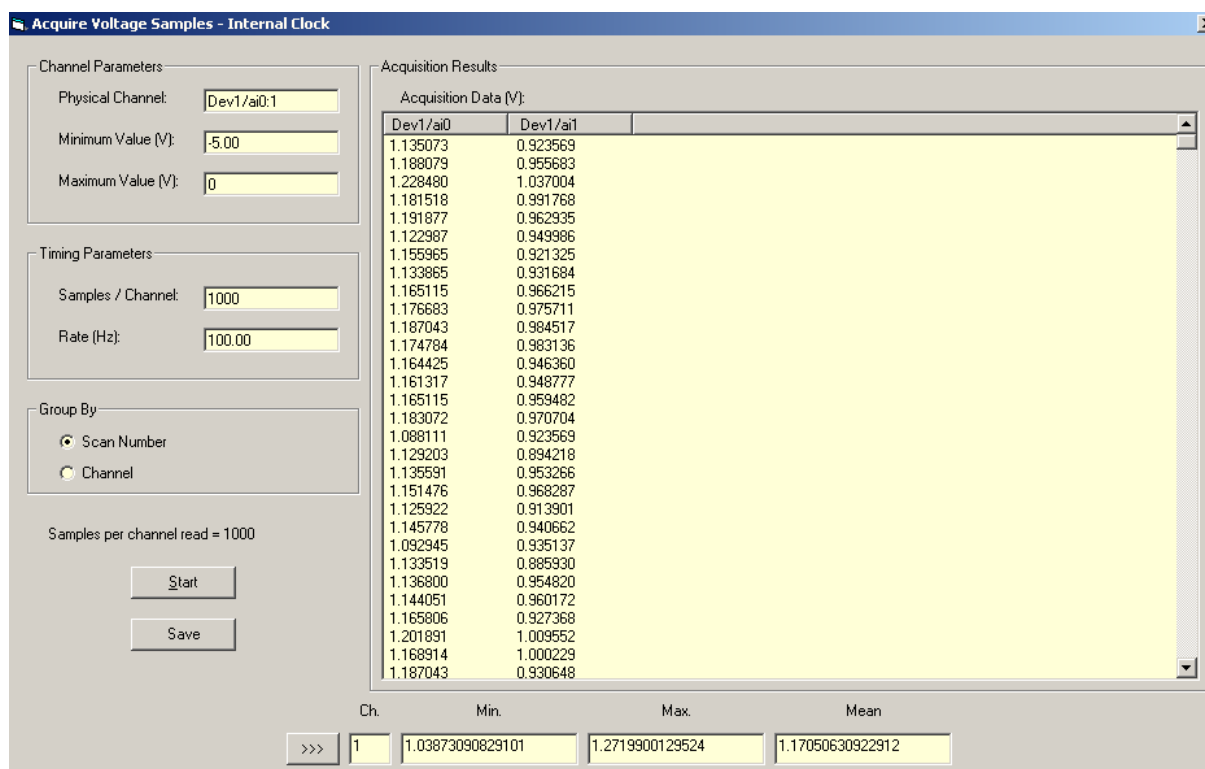 Acquire Voltage Samples - Internal Clock
Channel Parameters
Physical Channel: Dev1/ai0:1
Minimum Value (V): -5.00
Maximum Value (V): 0
Timing Parameters
Samples / Channel: 1000
Rate (Hz): 100.00
Group By
Scan Number
Channel
Samples per channel read = 1000
Start
Save
Acquisition Results
Acquisition Data (V):
Dev1/ai0 Dev1/ai1
1.135073 0.923569
1.188079 0.955683
1.228480 1.037004
1.181518 0.991768
1.191877 0.962935
1.122987 0.949986
1.155965 0.921325
1.133865 0.931684
1.165115 0.966215
1.176683 0.975711
1.187043 0.984517
1.174784 0.983136
1.164425 0.946360
1.161317 0.948777
1.165115 0.959482
1.183072 0.970704
1.088111 0.923569
1.129203 0.894218
1.135591 0.953266
1.151476 0.968287
1.125922 0.913901
1.145778 0.940662
1.092945 0.935137
1.133519 0.885930
1.136800 0.954820
1.144051 0.960172
1.165806 0.927368
1.201891 1.009552
1.168914 1.000229
1.187043 0.930648
Ch. Min. Max. Mean
>>> 1 1.03873090829101 1.2719900129524 1.17050630922912